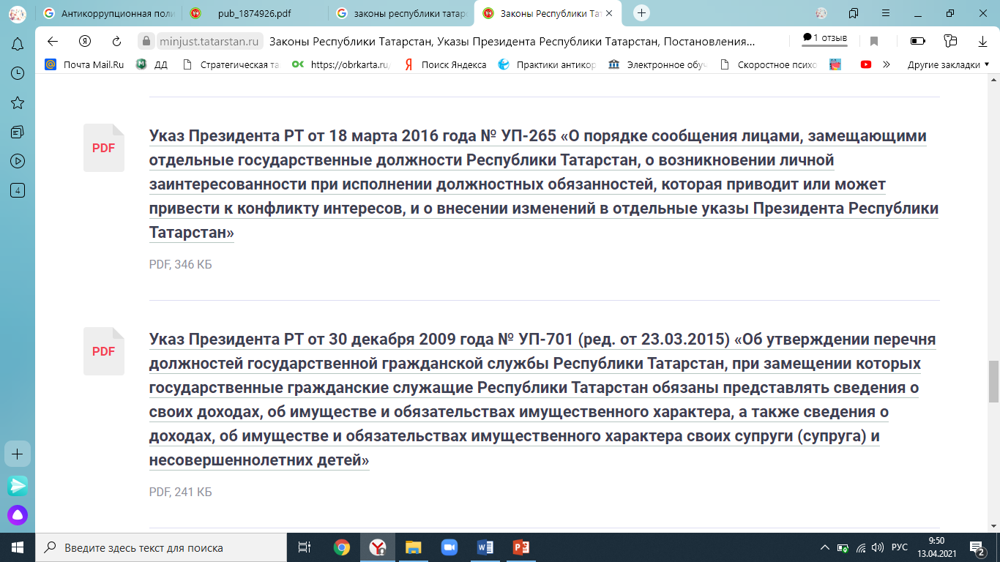 Антикоррупционная поли
pub_1874926.pdf
законы республики татарс
Законы Республики Тат
minjust.tatarstan.ru
Законы Республики Татарстан, Указы Президента Республики Татарстан, Постановления...
1 отзыв
Почта Mail.Ru
ДД
Стратегическая та
https://obrkarta.ru/
Поиск Яндекса
Практики антикор
Электронное обуч
Скоростное психо
Другие закладки
4
PDF
Указ Президента РТ от 18 марта 2016 года № УП-265 «О порядке сообщения лицами, замещающими
отдельные государственные должности Республики Татарстан, о возникновении личной
заинтересованности при исполнении должностных обязанностей, которая приводит или может
привести к конфликту интересов, и о внесении изменений в отдельные указы Президента Республики
Татарстан»
PDF, 346 КБ
PDF
Указ Президента РТ от 30 декабря 2009 года № УП-701 (ред. от 23.03.2015) «Об утверждении перечня
должностей государственной гражданской службы Республики Татарстан, при замещении которых
государственные гражданские служащие Республики Татарстан обязаны представлять сведения о
своих доходах, об имуществе и обязательствах имущественного характера, а также сведения о
доходах, об имуществе и обязательствах имущественного характера своих супруги (супруга) и
несовершеннолетних детей»
PDF, 241 КБ
Введите здесь текст для поиска
РУС
9:50
13.04.2021
2